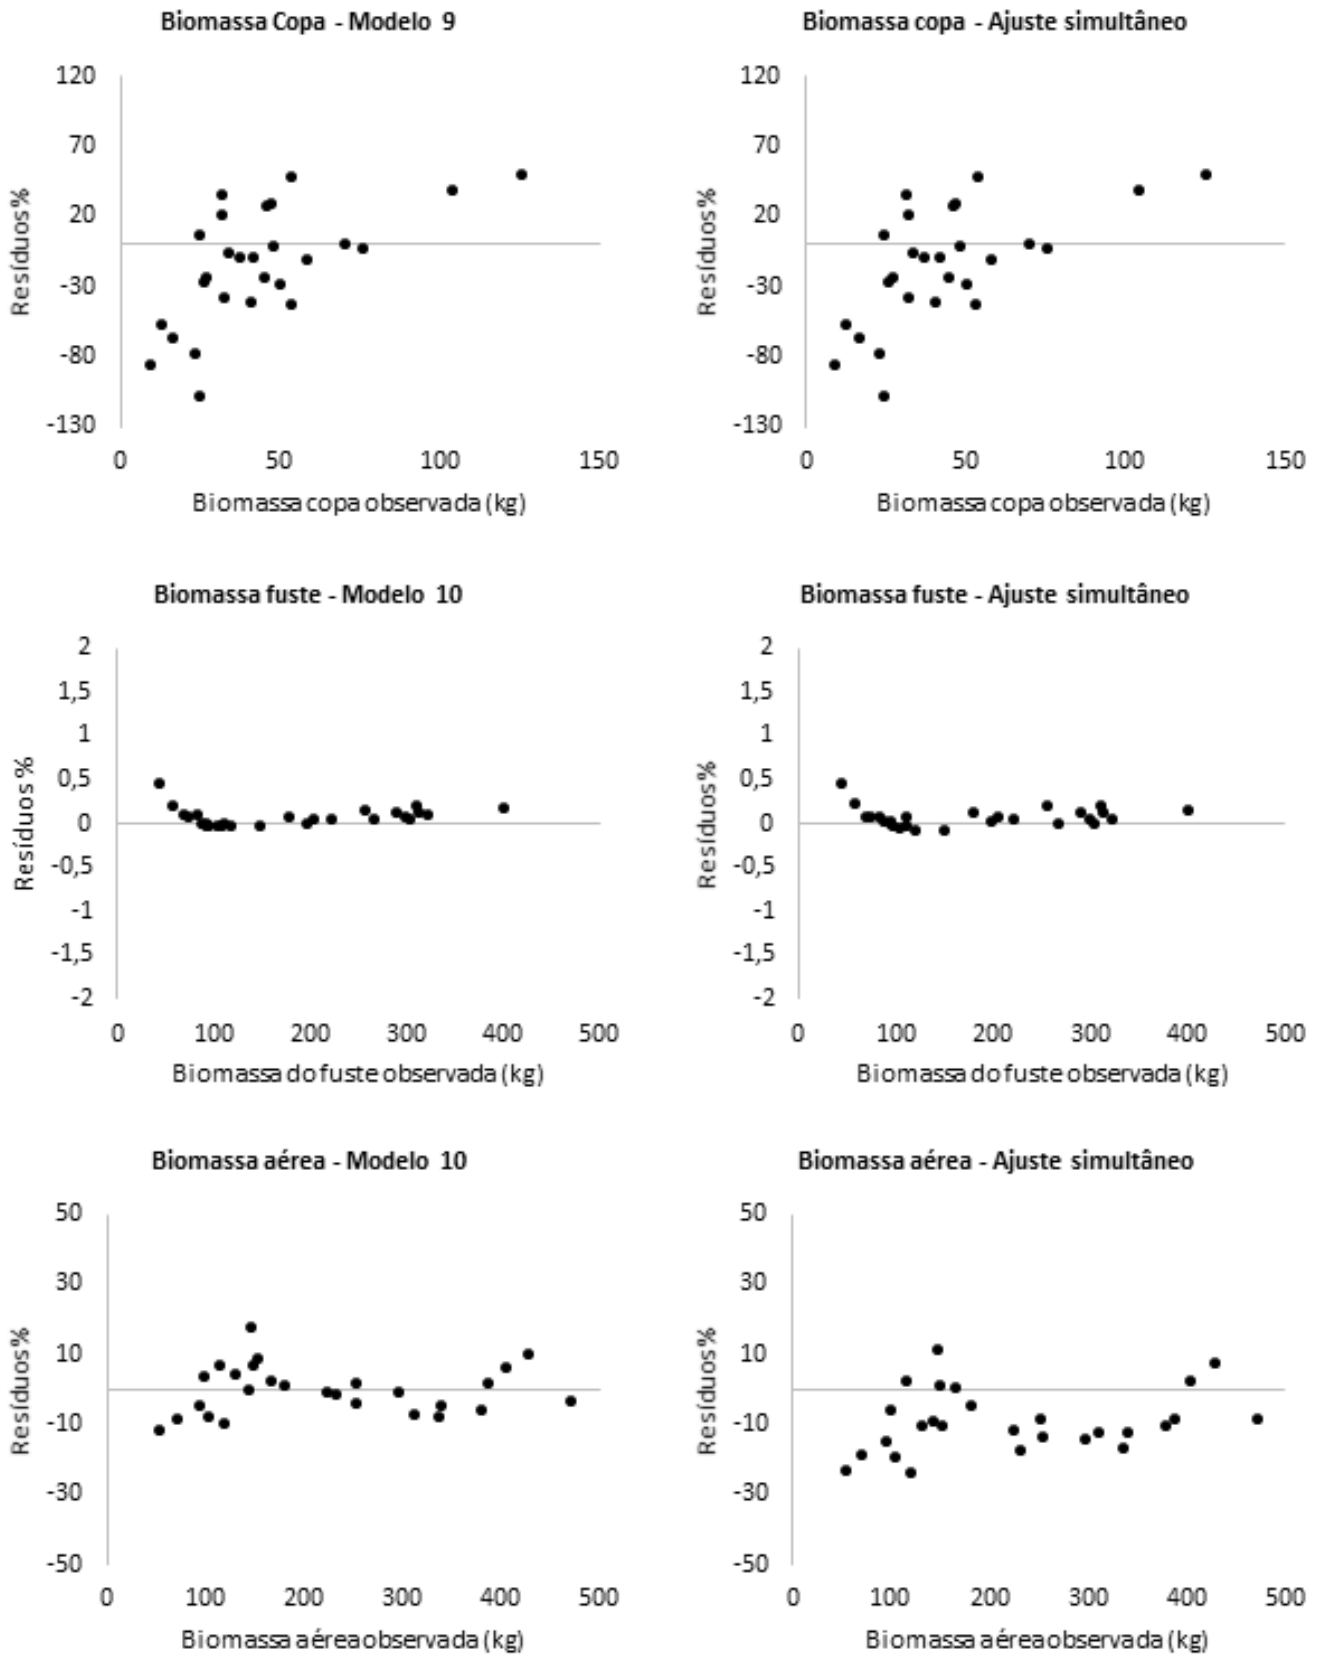 Biomassa Copa - Modelo 9
120
70
20
-30
-80
-130
0 50 100 150
Resíduos%
Biomassa copa observada (kg)
Biomassa copa - Ajuste simultâneo
120
70
20
-30
-80
-130
0 50 100 150
Resíduos%
Biomassa copa observada (kg)
Biomassa fuste - Modelo 10
2
1,5
1
0,5
0
-0,5
-1
-1,5
-2
0 100 200 300 400 500
Resíduos %
Biomassa do fuste observada (kg)
Biomassa fuste - Ajuste simultâneo
2
1,5
1
0,5
0
-0,5
-1
-1,5
-2
0 100 200 300 400 500
Resíduos%
Biomassa do fuste observada (kg)
Biomassa aérea - Modelo 10
50
30
10
-10
-30
-50
0 100 200 300 400 500
Resíduos%
Biomassa aérea observada (kg)
Biomassa aérea - Ajuste simultâneo
50
30
10
-10
-30
-50
0 100 200 300 400 500
Resíduos%
Biomassa aérea observada (kg)